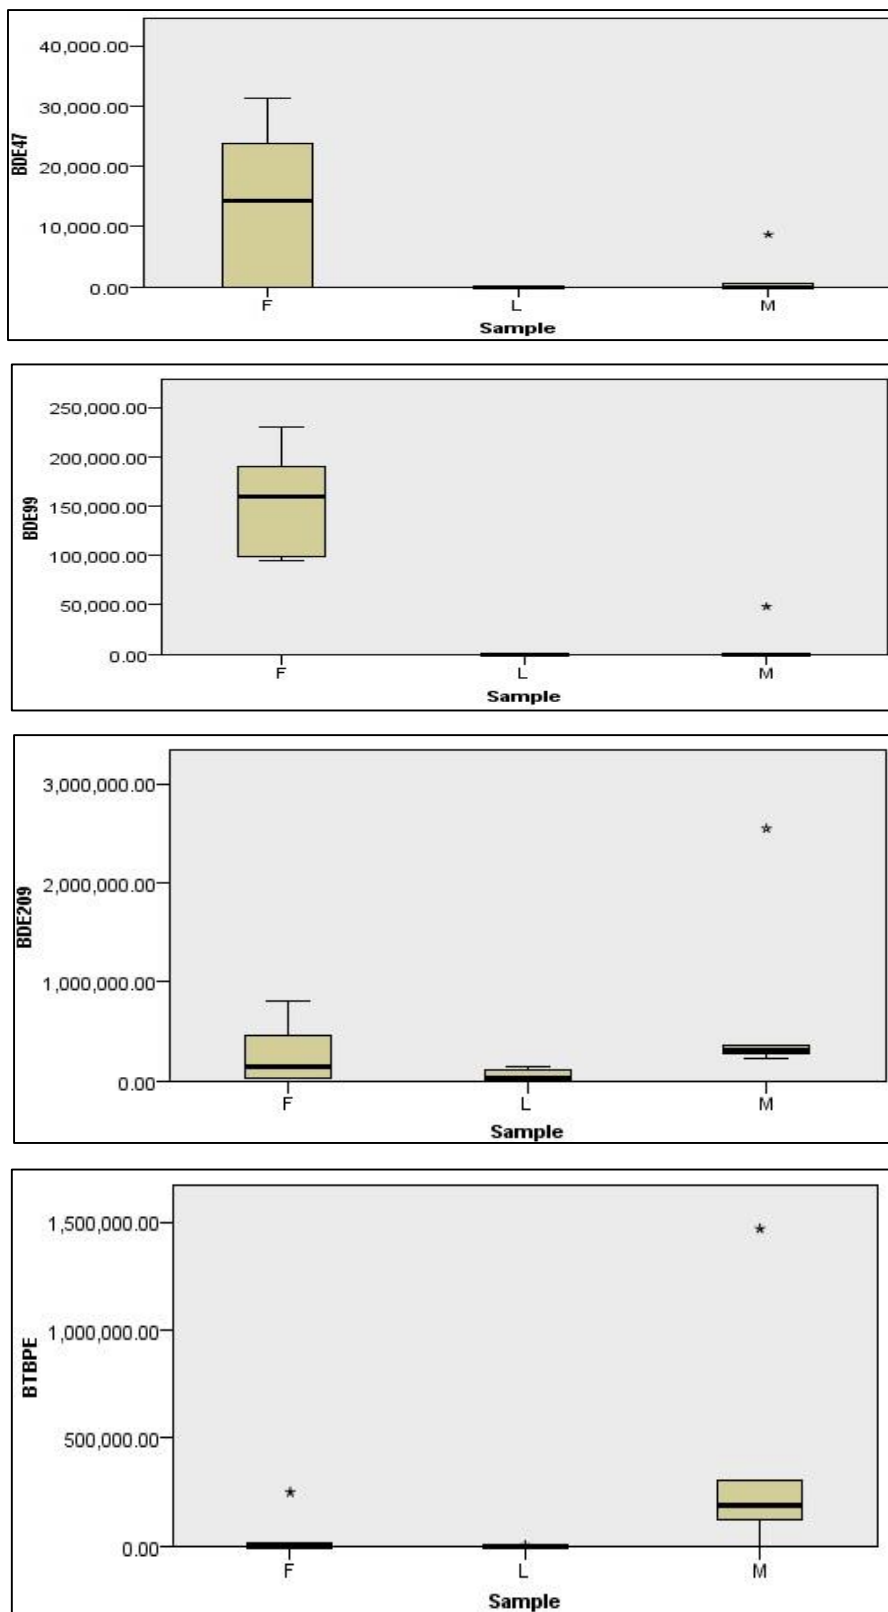 40,000.00
30,000.00
20,000.00
10,000.00
0.00
BDE47
F L M
Sample
250,000.00
200,000.00
150,000.00
100,000.00
50,000.00
0.00
BDE99
F L M
Sample
3,000,000.00
2,000,000.00
1,000,000.00
0.00
BDE209
F L M
Sample
1,500,000.00
1,000,000.00
500,000.00
0.00
BTBPE
F L M
Sample